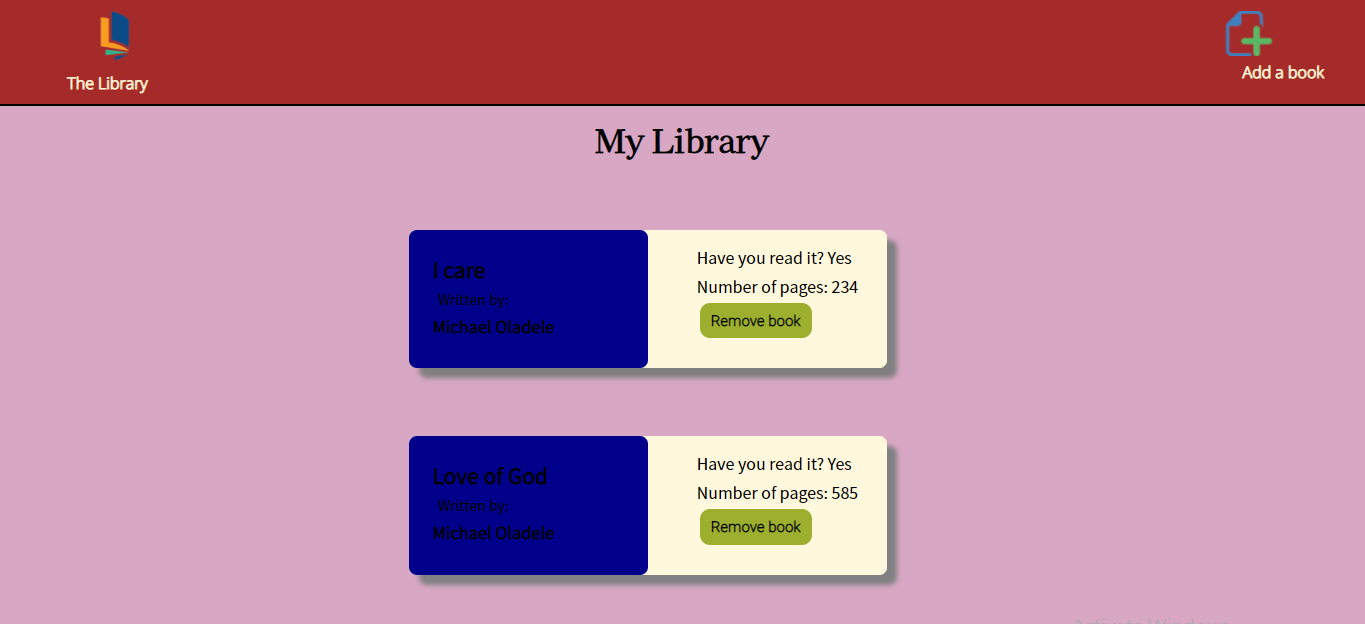 The Library
Add a book
My Library
I care
Written by:
Michael Oladele
Have you read it? Yes
Number of pages: 234
Remove book
Love of God
Written by:
Michael Oladele
Have you read it? Yes
Number of pages: 585
Remove book
Activate Windows